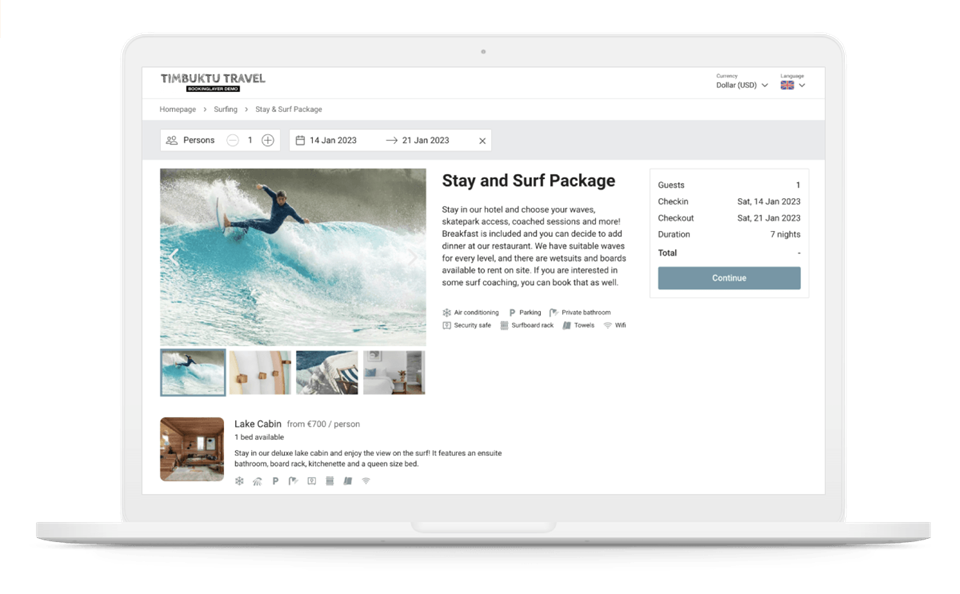 TIMBUKTU TRAVEL
BOOKINGLAYER DEMO
Currency
Dollar (USD)
Language
Homepage > Surfing > Stay & Surf Package
Persons 1 14 Jan 2023 → 21 Jan 2023 ×
Stay and Surf Package
Stay in our hotel and choose your waves,
skatepark access, coached sessions and more!
Breakfast is included and you can decide to add
dinner at our restaurant. We have suitable waves
for every level, and there are wetsuits and boards
available to rent on site. If you are interested in
some surf coaching, you can book that as well.
Air conditioning Parking Private bathroom
Security safe Surfboard rack Towels Wifi
Guests 1
Checkin Sat, 14 Jan 2023
Checkout Sat, 21 Jan 2023
Duration 7 nights
Total -
Continue
Lake Cabin from €700 / person
1 bed available
Stay in our deluxe lake cabin and enjoy the view on the surf! It features an ensuite
bathroom, board rack, kitchenette and a queen size bed.